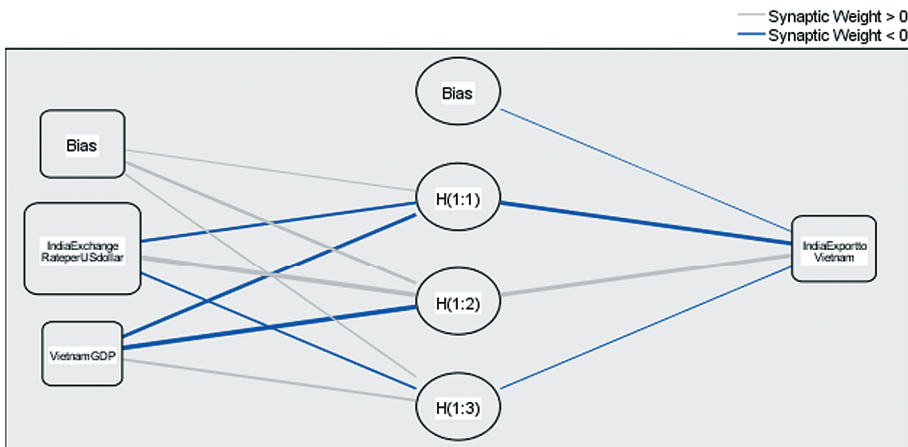 Synaptic Weight > 0
Synaptic Weight < 0
Bias
Bias
H(1:1)
IndiaExchange
RateperUSdollar
IndiaExportto
Vietnam
H(1:2)
VietnamGDP
H(1:3)